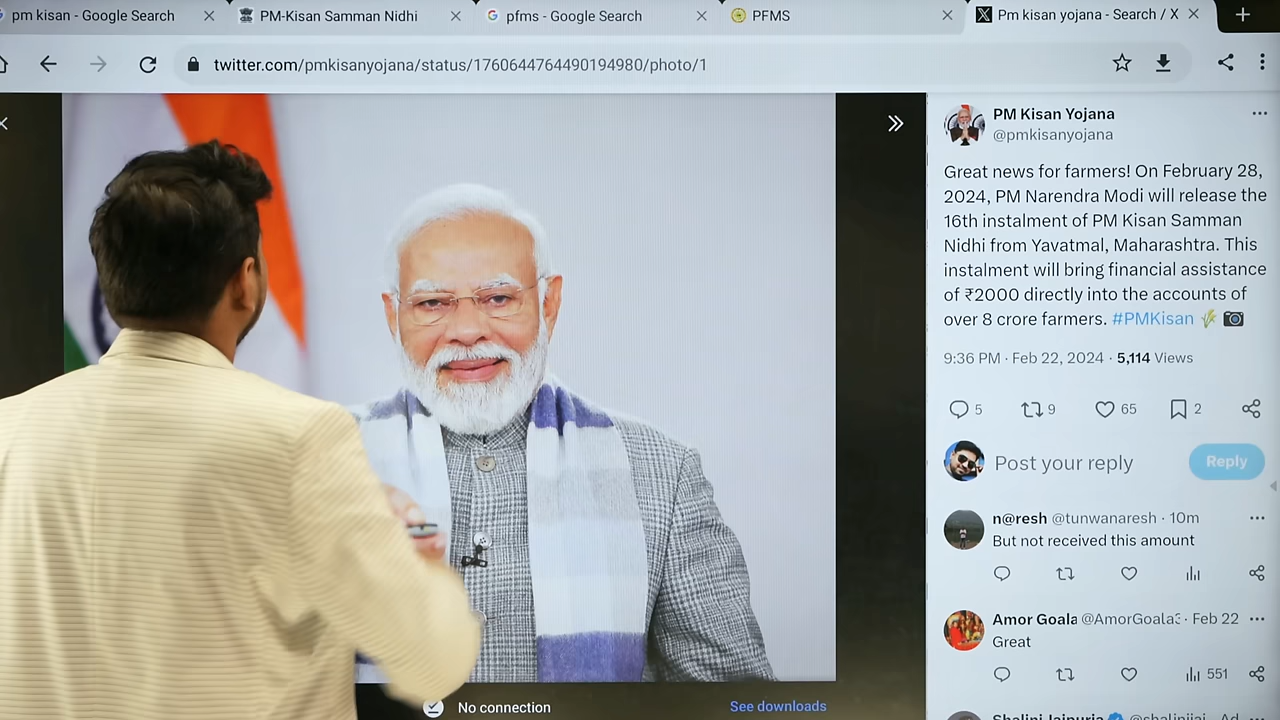 pm kisan - Google Search
PM-Kisan Samman Nidhi
pfms - Google Search
PFMS
Pm kisan yojana - Search / X
twitter.com/pmkisanyojana/status/1760644764490194980/photo/1
PM Kisan Yojana
@pmkisanyojana
Great news for farmers! On February 28,
2024, PM Narendra Modi will release the
16th instalment of PM Kisan Samman
Nidhi from Yavatmal, Maharashtra. This
instalment will bring financial assistance
of ₹2000 directly into the accounts of
over 8 crore farmers. #PMKisan
9:36 PM · Feb 22, 2024 · 5,114 Views
5 9 65 2
Post your reply
Reply
n@resh @tunwanaresh · 10m
But not received this amount
Amor Goala @AmorGoala3 · Feb 22
Great
551
No connection
See downloads
Shalini Jaipuria @shalinijai · Ad